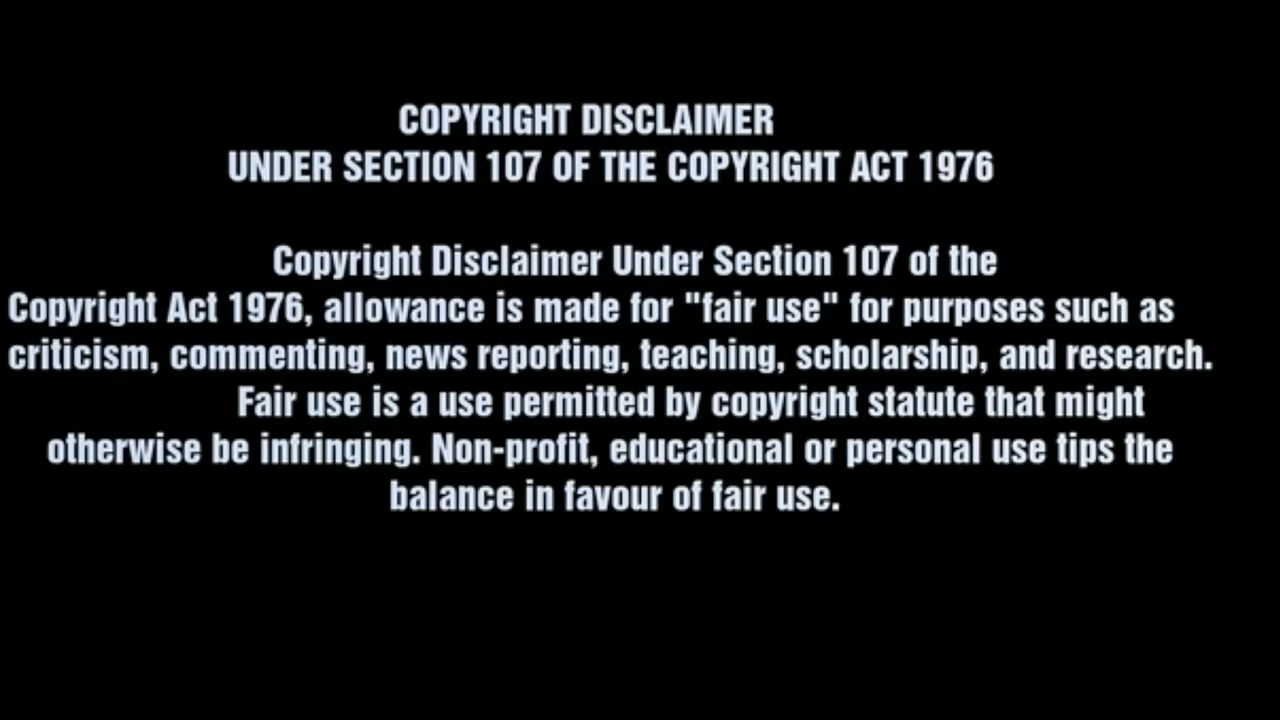 COPYRIGHT DISCLAIMER
UNDER SECTION 107 OF THE COPYRIGHT ACT 1976
Copyright Disclaimer Under Section 107 of the
Copyright Act 1976, allowance is made for "fair use" for purposes such as
criticism, commenting, news reporting, teaching, scholarship, and research.
Fair use is a use permitted by copyright statute that might
otherwise be infringing. Non-profit, educational or personal use tips the
balance in favour of fair use.